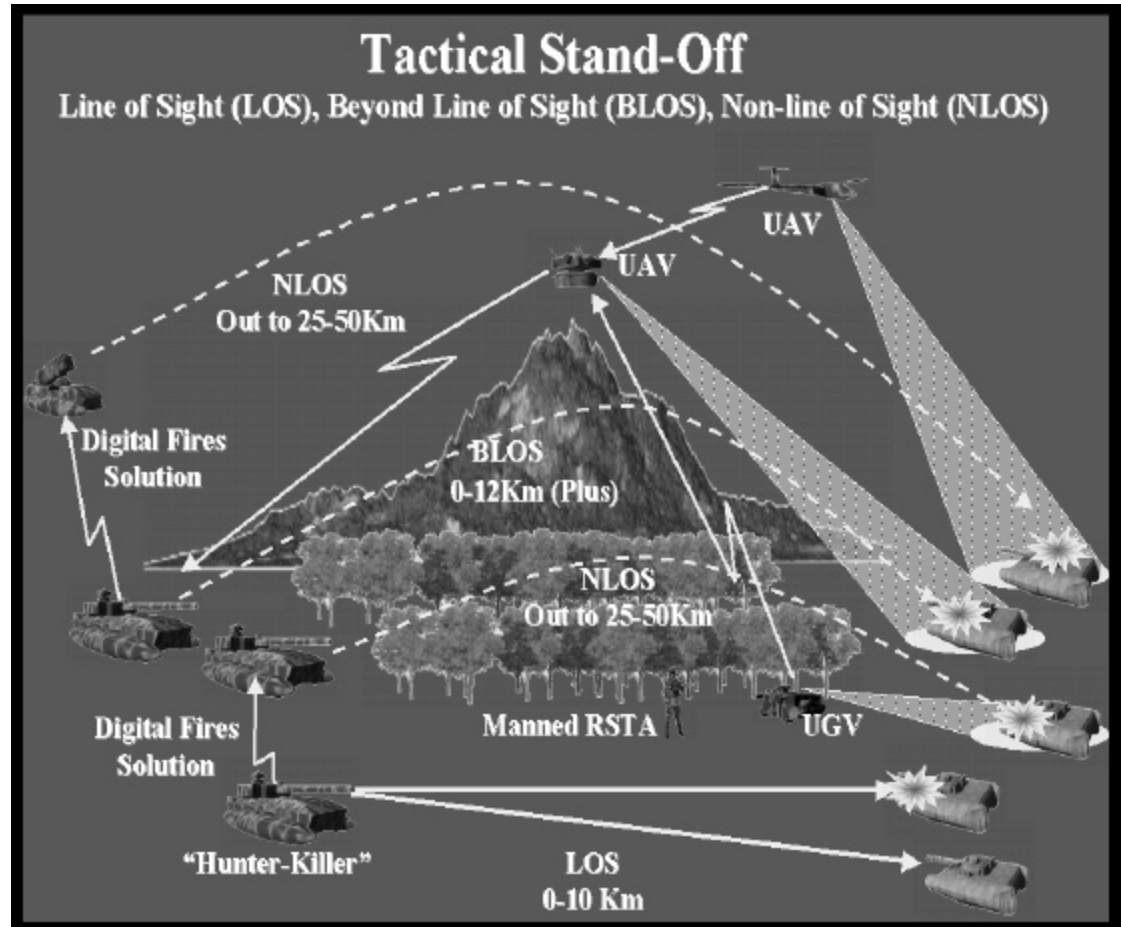 Tactical Stand-Off
Line of Sight (LOS), Beyond Line of Sight (BLOS), Non-line of Sight (NLOS)
UAV
UAV
NLOS
Out to 25-50Km
Digital Fires
Solution
BLOS
0-12Km (Plus)
NLOS
Out to 25-50Km
Manned RSTA
UGV
Digital Fires
Solution
“Hunter-Killer”
LOS
0-10 Km